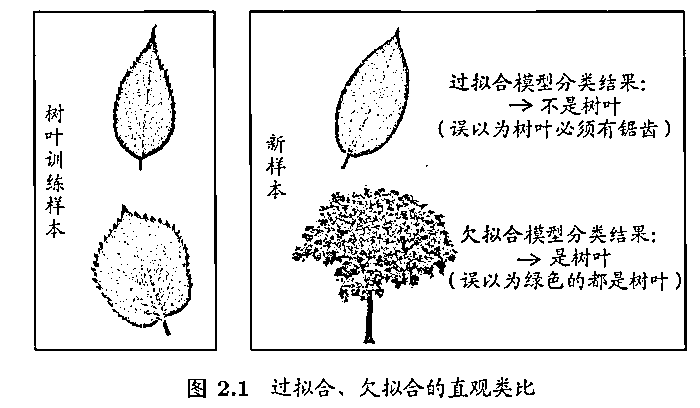 树叶训练样本
新样本
过拟合模型分类结果:
→ 不是树叶
(误以为树叶必须有锯齿)
欠拟合模型分类结果:
→ 是树叶
(误以为绿色的都是树叶)
图 2.1 过拟合、欠拟合的直观类比